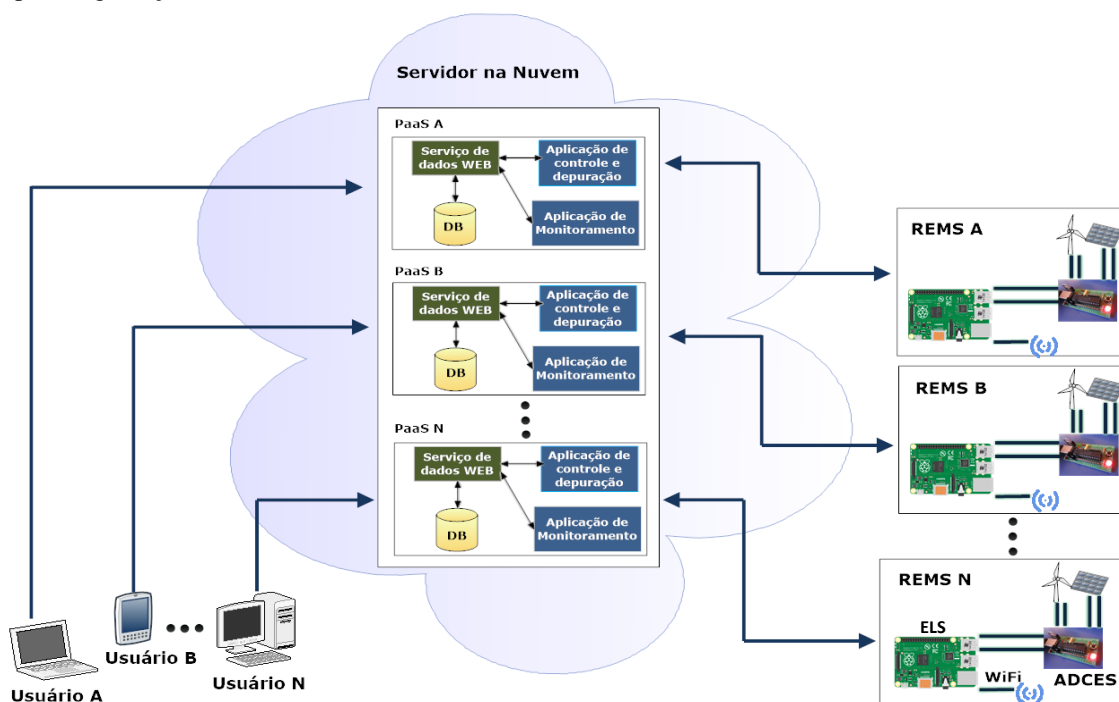 Servidor na Nuvem
PaaS A
Serviço de
dados WEB
Aplicação de
controle e
depuração
DB
Aplicação de
Monitoramento
PaaS B
Serviço de
dados WEB
Aplicação de
controle e
depuração
DB
Aplicação de
Monitoramento
PaaS N
Serviço de
dados WEB
Aplicação de
controle e
depuração
DB
Aplicação de
Monitoramento
REMS A
REMS B
REMS N
ELS
WiFi
ADCES
Usuário A
Usuário B
Usuário N